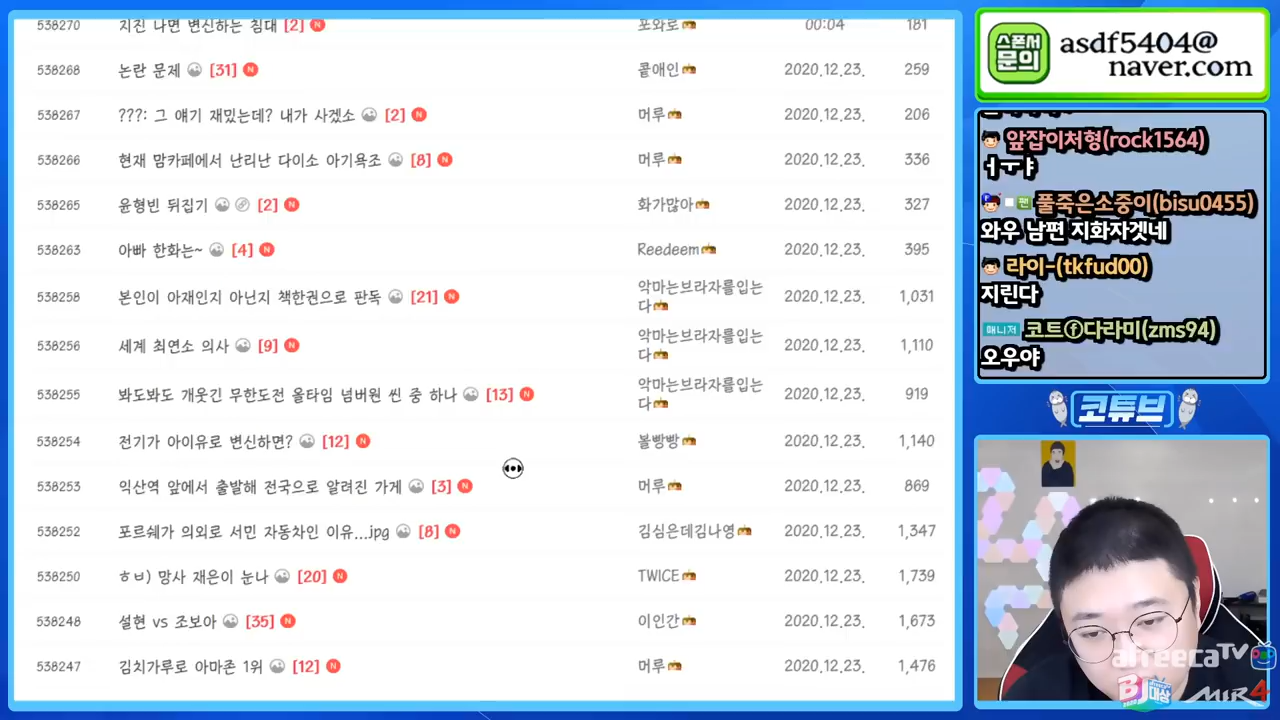 538270 지진 나면 변신하는 침대 [2] N 포와로 00:04 181
538268 논란 문제 [31] N 콭애인 2020.12.23. 259
538267 ???: 그 얘기 재밌는데? 내가 사겠소 [2] N 머루 2020.12.23. 206
538266 현재 맘카페에서 난리난 다이소 아기욕조 [8] N 머루 2020.12.23. 336
538265 윤형빈 뒤집기 [2] N 화가많아 2020.12.23. 327
538263 아빠 한화는~ [4] N Reedeem 2020.12.23. 395
538258 본인이 아재인지 아닌지 책한권으로 판독 [21] N 악마는브라자를입는 2020.12.23. 1,031
다
538256 세계 최연소 의사 [9] N 악마는브라자를입는 2020.12.23. 1,110
다
538255 봐도봐도 개웃긴 무한도전 올타임 넘버원 씬 중 하나 [13] N 악마는브라자를입는 2020.12.23. 919
다
538254 전기가 아이유로 변신하면? [12] N 볼빵빵 2020.12.23. 1,140
538253 익산역 앞에서 출발해 전국으로 알려진 가게 [3] N 머루 2020.12.23. 869
538252 포르쉐가 의외로 서민 자동차인 이유...jpg [8] N 김심은데김나영 2020.12.23. 1,347
538250 ㅎㅂ) 망사 재은이 눈나 [20] N TWICE 2020.12.23. 1,739
538248 설현 vs 조보아 [35] N 이인간 2020.12.23. 1,673
538247 김치가루로 아마존 1위 [12] N 머루 2020.12.23. 1,476
스폰서
문의
asdf5404@
naver.com
앞잡이처형(rock1564)
ㅓㅜㅑ
팬 풀죽은소중이(bisu0455)
와우 남편 지화자겟네
라이-(tkfud00)
지린다
매니저 코트ⓕ다라미(zms94)
오우야
코튜브
afreecaTV
BJ대상
MIR4